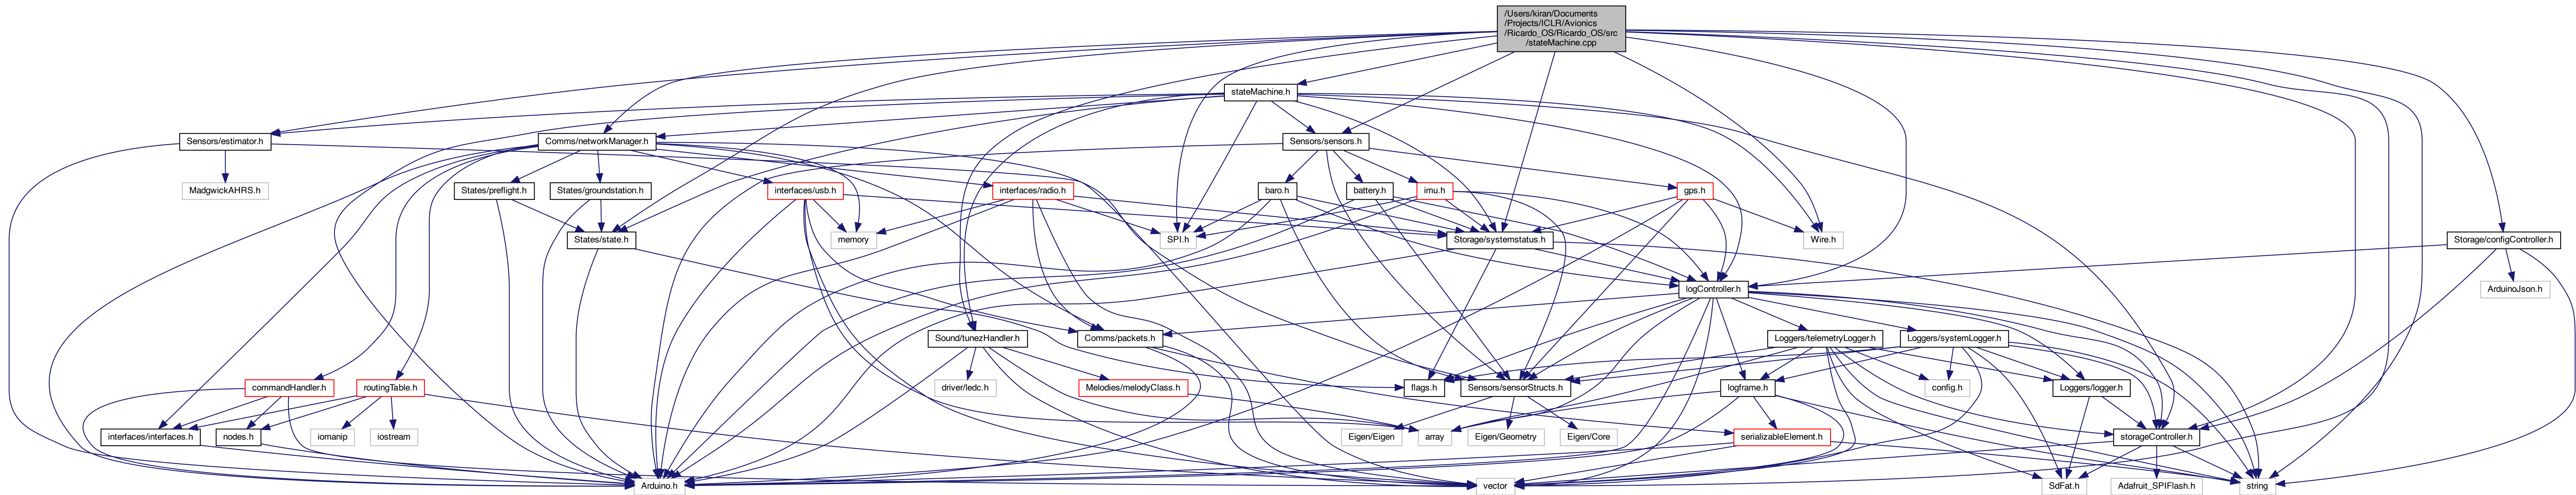 /Users/kiran/Documents
/Projects/ICLR/Avionics
/Ricardo_OS/Ricardo_OS/src
/stateMachine.cpp
stateMachine.h
Sensors/estimator.h
Comms/networkManager.h
Sensors/sensors.h
MadgwickAHRS.h
States/preflight.h
States/groundstation.h
interfaces/usb.h
interfaces/radio.h
baro.h
battery.h
imu.h
gps.h
States/state.h
memory
SPI.h
Storage/systemstatus.h
Wire.h
Storage/configController.h
logController.h
ArduinoJson.h
Sound/tunezHandler.h
Comms/packets.h
Loggers/telemetryLogger.h
Loggers/systemLogger.h
commandHandler.h
routingTable.h
driver/ledc.h
Melodies/melodyClass.h
flags.h
Sensors/sensorStructs.h
logframe.h
config.h
Loggers/logger.h
interfaces/interfaces.h
nodes.h
iomanip
iostream
array
Eigen/Eigen
Eigen/Geometry
Eigen/Core
serializableElement.h
storageController.h
Arduino.h
vector
SdFat.h
Adafruit_SPIFlash.h
string